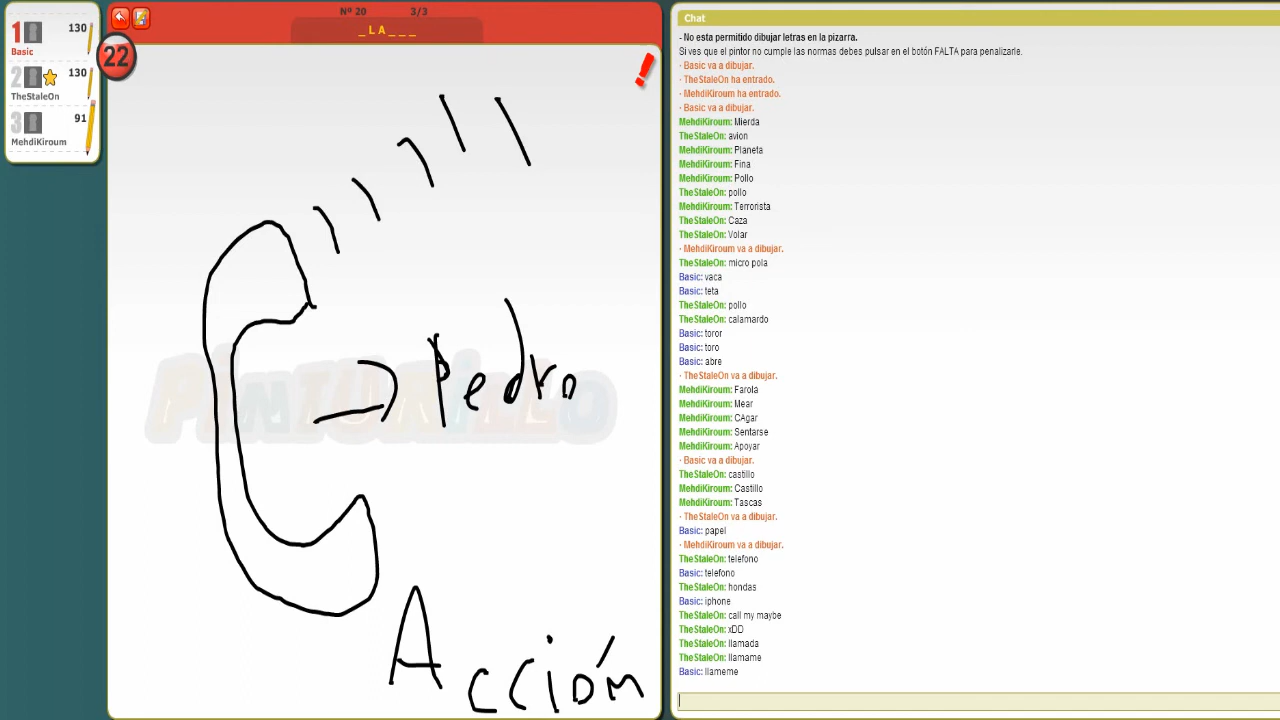 Nº 20 3/3
_ L A _ _ _
1 130
Basic
2 130
TheStaleOn
3 91
MehdiKiroum
22
Pedro
Acción
Chat
- No esta permitido dibujar letras en la pizarra.
Si ves que el pintor no cumple las normas debes pulsar en el botón FALTA para penalizarle.
· Basic va a dibujar.
· TheStaleOn ha entrado.
· MehdiKiroum ha entrado.
· Basic va a dibujar.
MehdiKiroum: Mierda
TheStaleOn: avion
MehdiKiroum: Planeta
MehdiKiroum: Fina
MehdiKiroum: Pollo
TheStaleOn: pollo
MehdiKiroum: Terrorista
TheStaleOn: Caza
TheStaleOn: Volar
· MehdiKiroum va a dibujar.
TheStaleOn: micro pola
Basic: vaca
Basic: teta
TheStaleOn: pollo
TheStaleOn: calamardo
Basic: toror
Basic: toro
Basic: abre
· TheStaleOn va a dibujar.
MehdiKiroum: Farola
MehdiKiroum: Mear
MehdiKiroum: CAgar
MehdiKiroum: Sentarse
MehdiKiroum: Apoyar
· Basic va a dibujar.
TheStaleOn: castillo
MehdiKiroum: Castillo
MehdiKiroum: Tascas
· TheStaleOn va a dibujar.
Basic: papel
· MehdiKiroum va a dibujar.
TheStaleOn: telefono
Basic: telefono
TheStaleOn: hondas
Basic: iphone
TheStaleOn: call my maybe
TheStaleOn: xDD
TheStaleOn: llamada
TheStaleOn: llamame
Basic: llameme